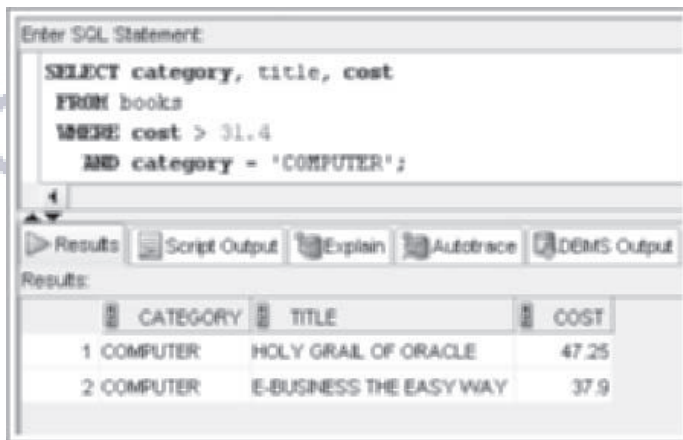 Enter SQL Statement:
SELECT category, title, cost
FROM books
WHERE cost > 31.4
AND category = 'COMPUTER';
Results Script Output Explain Autotrace DBMS Output
Results:
CATEGORY TITLE COST
1 COMPUTER HOLY GRAIL OF ORACLE 47.25
2 COMPUTER E-BUSINESS THE EASY WAY 37.9